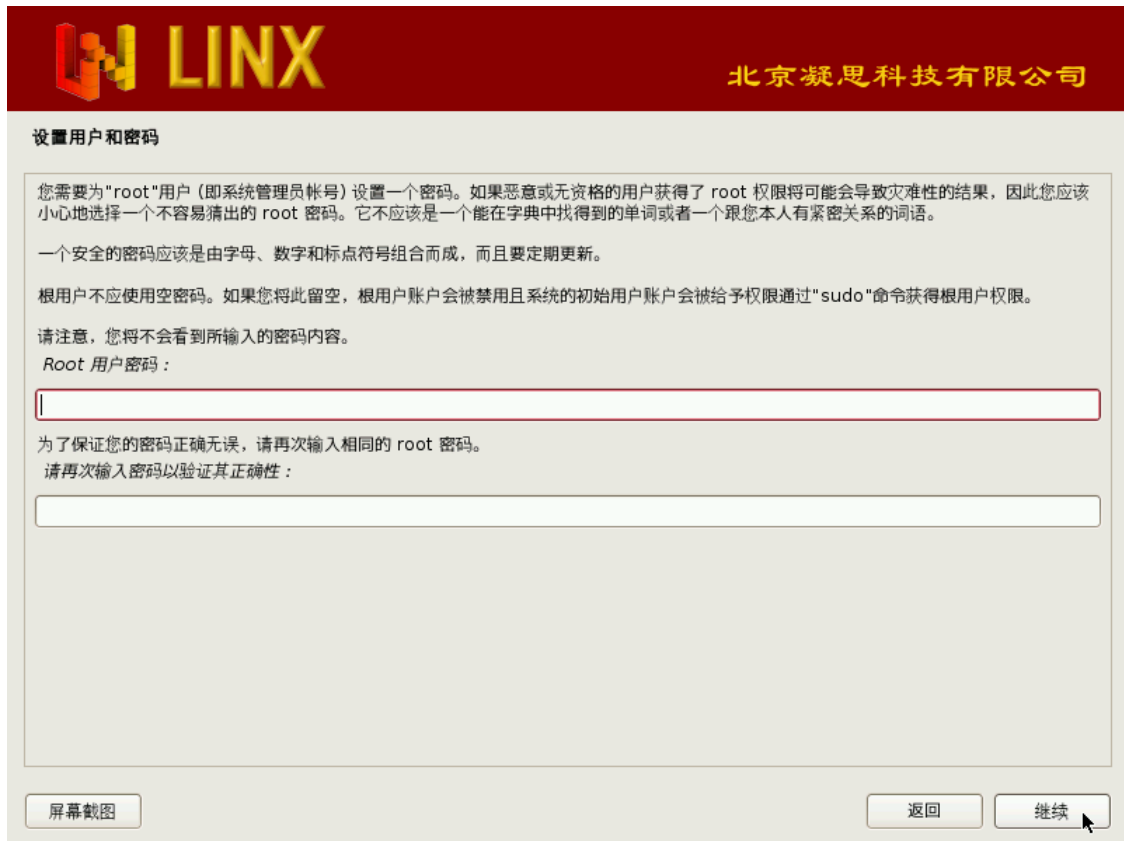 LINX
北京凝思科技有限公司
设置用户和密码
您需要为"root"用户 (即系统管理员帐号) 设置一个密码。如果恶意或无资格的用户获得了 root 权限将可能会导致灾难性的结果，因此您应该
小心地选择一个不容易猜出的 root 密码。它不应该是一个能在字典中找得到的单词或者一个跟您本人有紧密关系的词语。
一个安全的密码应该是由字母、数字和标点符号组合而成，而且要定期更新。
根用户不应使用空密码。如果您将此留空，根用户账户会被禁用且系统的初始用户账户会被给予权限通过"sudo"命令获得根用户权限。
请注意，您将不会看到所输入的密码内容。
Root 用户密码：
为了保证您的密码正确无误，请再次输入相同的 root 密码。
请再次输入密码以验证其正确性：
屏幕截图
返回
继续